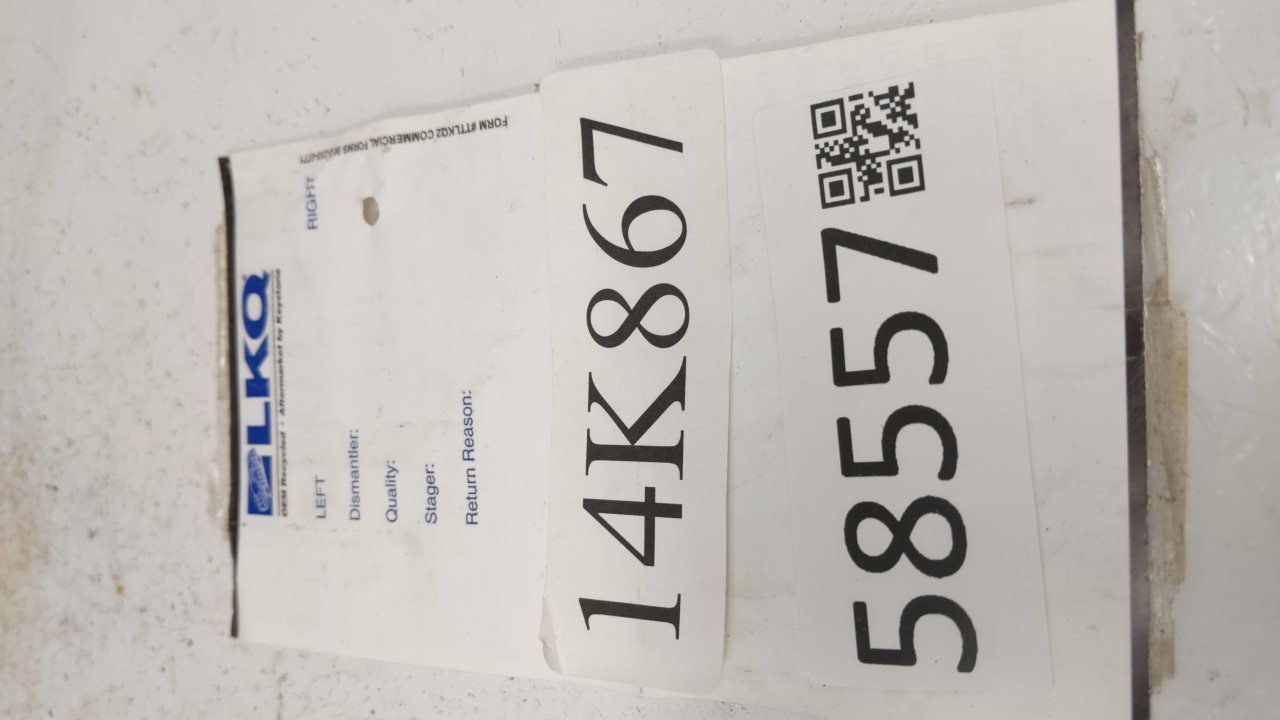 LKQ
OEM Recycled · Aftermarket by Keystone
LEFT RIGHT
Dismantler:
Quality:
Stager:
Return Reason:
FORM #TTLKQ2 COMMERCIAL FORMS
14K867
58557